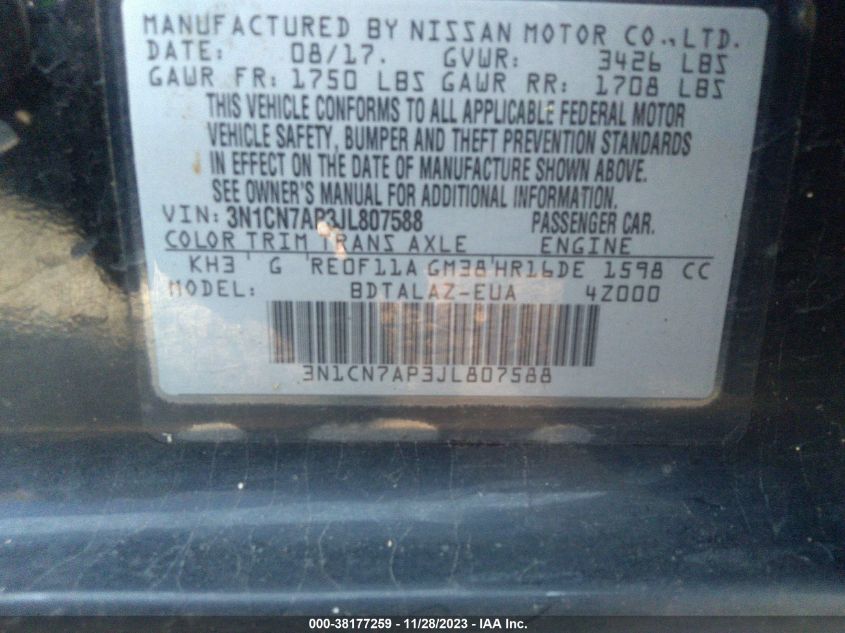 MANUFACTURED BY NISSAN MOTOR CO.,LTD.
DATE: 08/17. GVWR: 3426 LBS
GAWR FR: 1750 LBS GAWR RR: 1708 LBS
THIS VEHICLE CONFORMS TO ALL APPLICABLE FEDERAL MOTOR
VEHICLE SAFETY, BUMPER AND THEFT PREVENTION STANDARDS
IN EFFECT ON THE DATE OF MANUFACTURE SHOWN ABOVE.
SEE OWNER'S MANUAL FOR ADDITIONAL INFORMATION.
VIN: 3N1CN7AP3JL807588 PASSENGER CAR.
COLOR TRIM TRANS AXLE ENGINE
KH3 ' G ' RE0F11A GM38 ' HR16DE 1598 CC
MODEL: BDTALAZ-EUA 4Z000
3N1CN7AP3JL807588
000-38177259 - 11/28/2023 - IAA Inc.